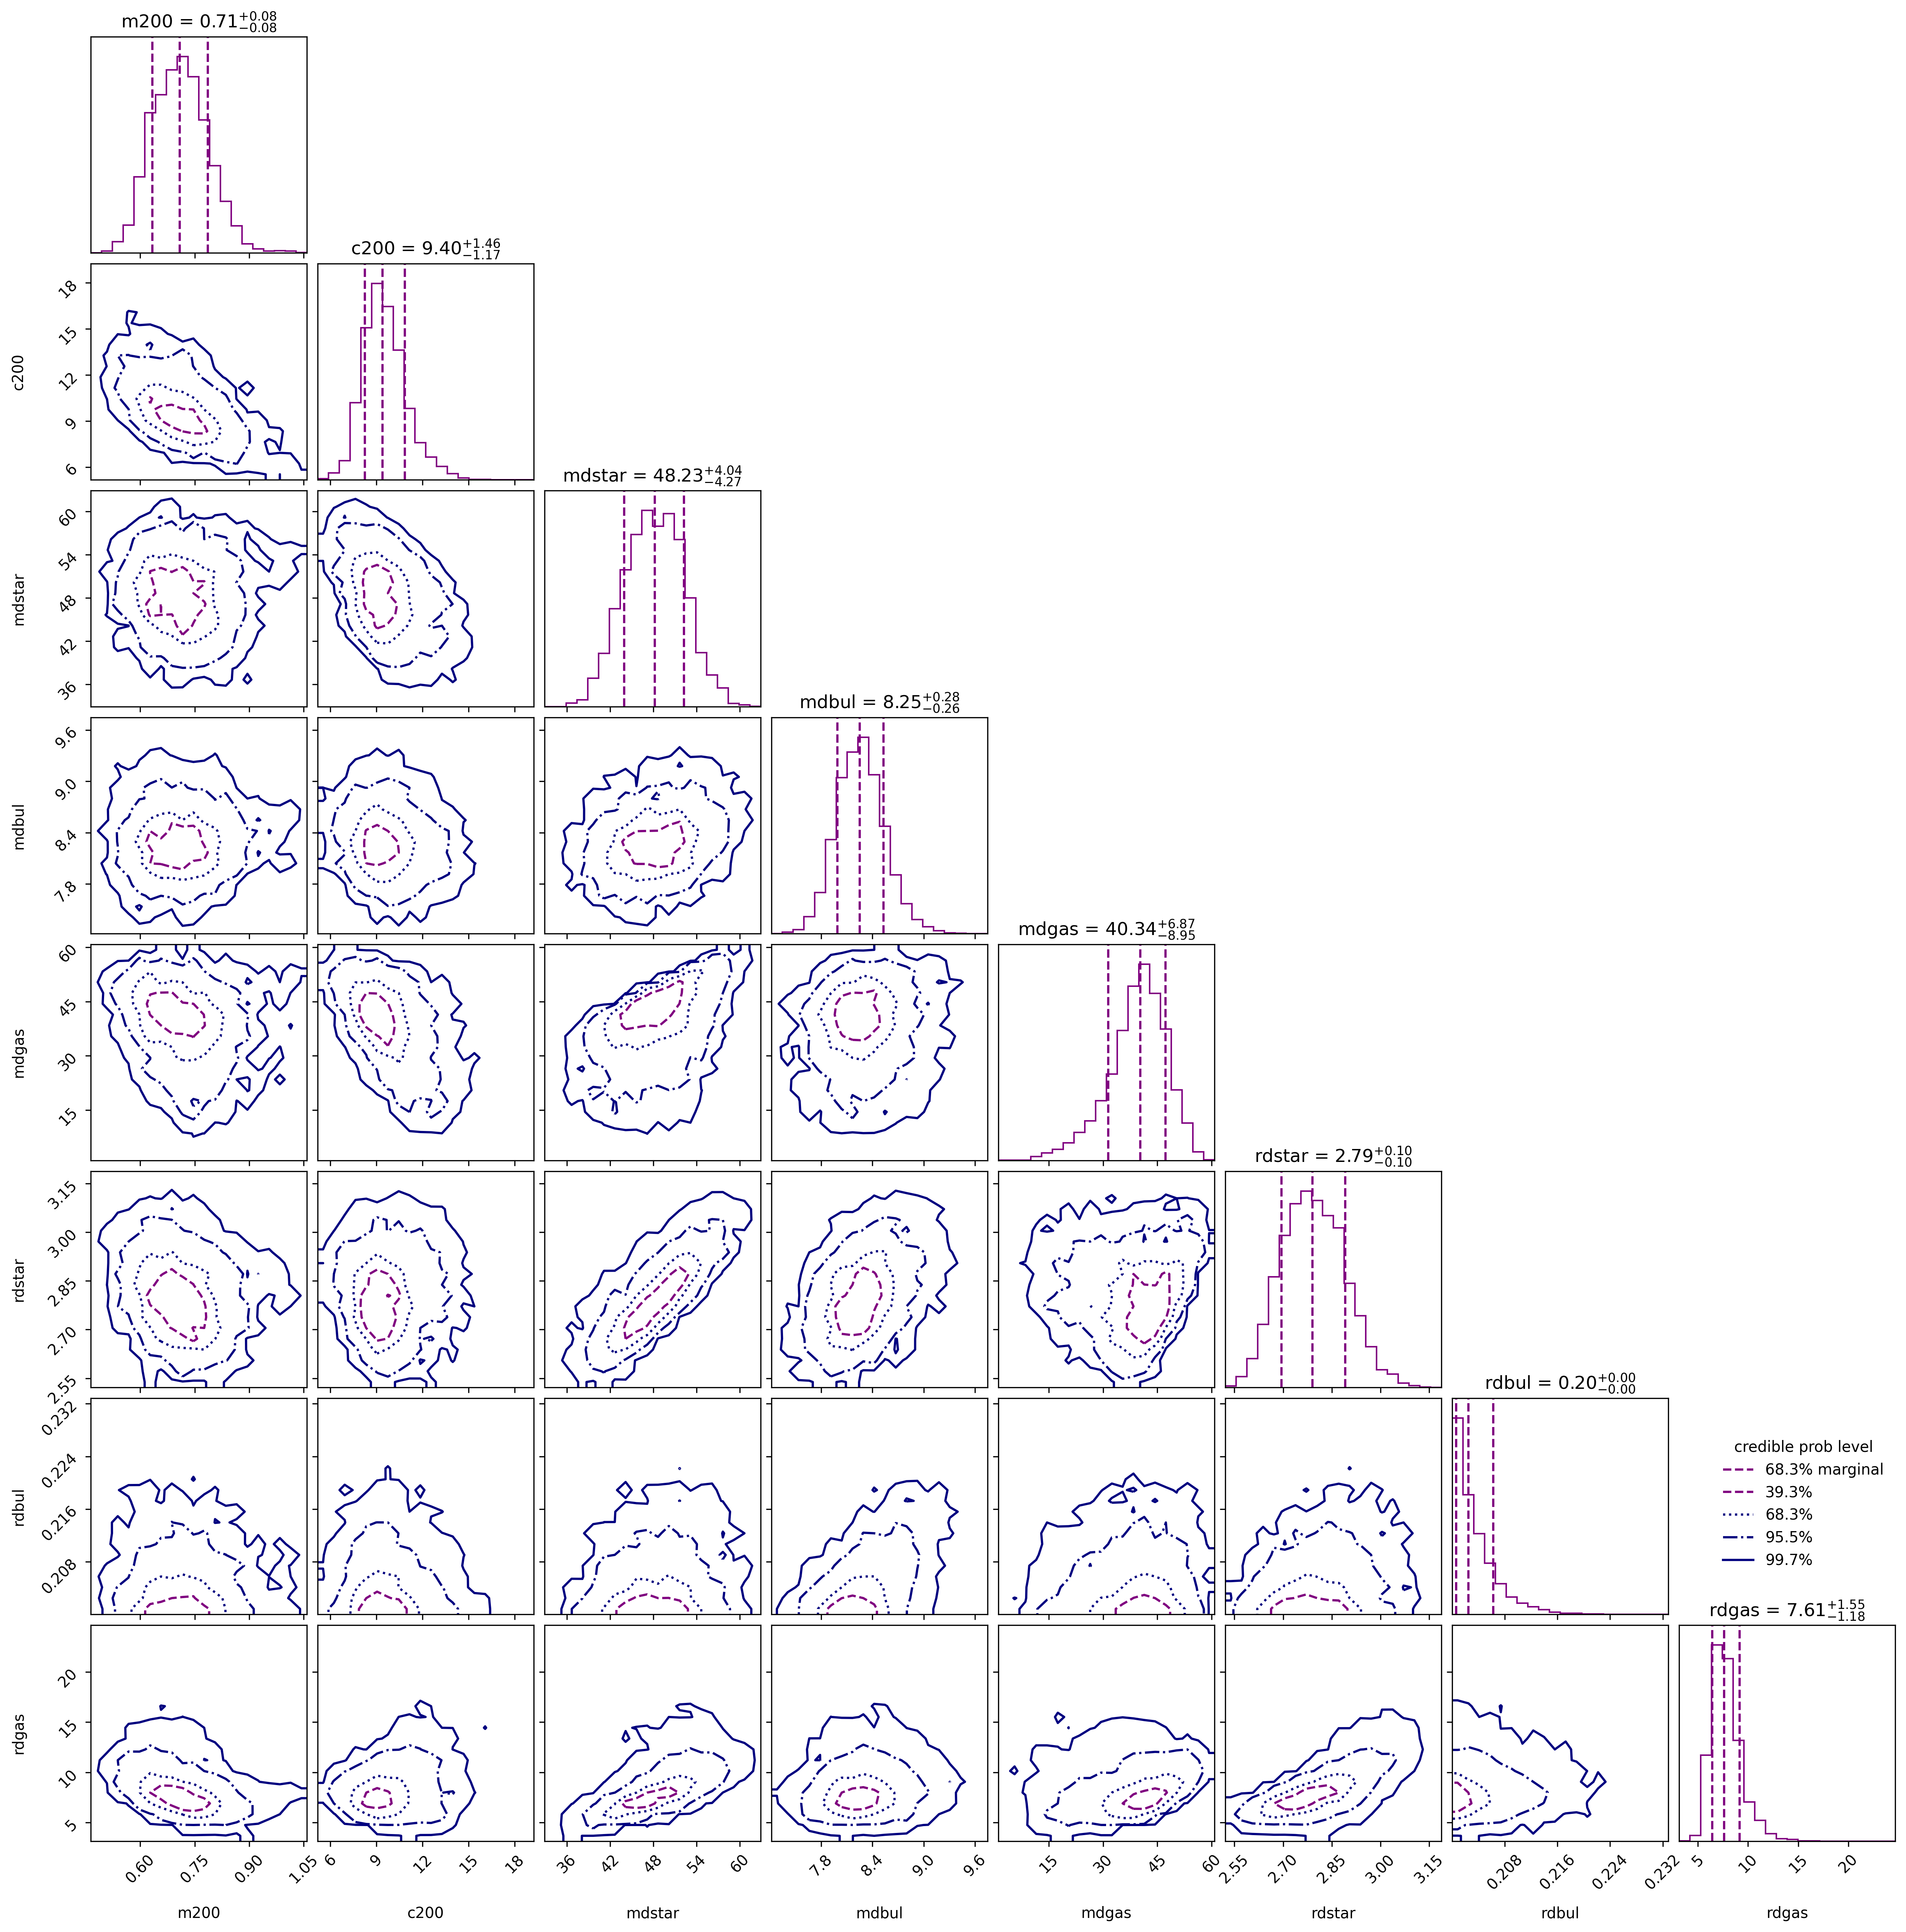 m200 = 0.71+0.08−0.08
c200 = 9.40+1.46−1.17
18
15
12
9
6
c200
mdstar = 48.23+4.04−4.27
60
54
48
42
36
mdstar
mdbul = 8.25+0.28−0.26
9.6
9.0
8.4
7.8
mdbul
mdgas = 40.34+6.87−8.95
60
45
30
15
mdgas
rdstar = 2.79+0.10−0.10
3.15
3.00
2.85
2.70
2.55
rdstar
rdbul = 0.20+0.00−0.00
0.232
0.224
0.216
0.208
rdbul
credible prob level
68.3% marginal
39.3%
68.3%
95.5%
99.7%
rdgas = 7.61+1.55−1.18
20
15
10
5
rdgas
0.60 0.75 0.90 1.05 6 9 12 15 18 36 42 48 54 60 7.8 8.4 9.0 9.6 15 30 45 60 2.55 2.70 2.85 3.00 3.15 0.208 0.216 0.224 0.232 5 10 15 20
m200 c200 mdstar mdbul mdgas rdstar rdbul rdgas